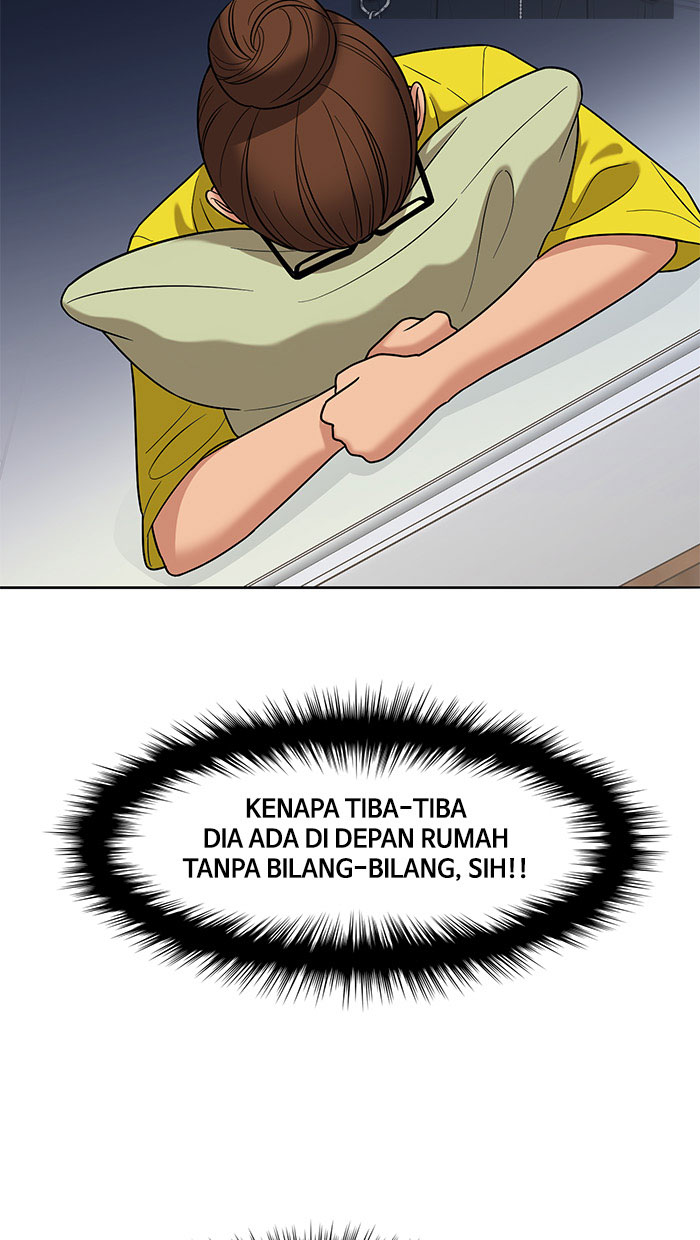 KENAPA TIBA-TIBA
DIA ADA DI DEPAN RUMAH
TANPA BILANG-BILANG, SIH!!